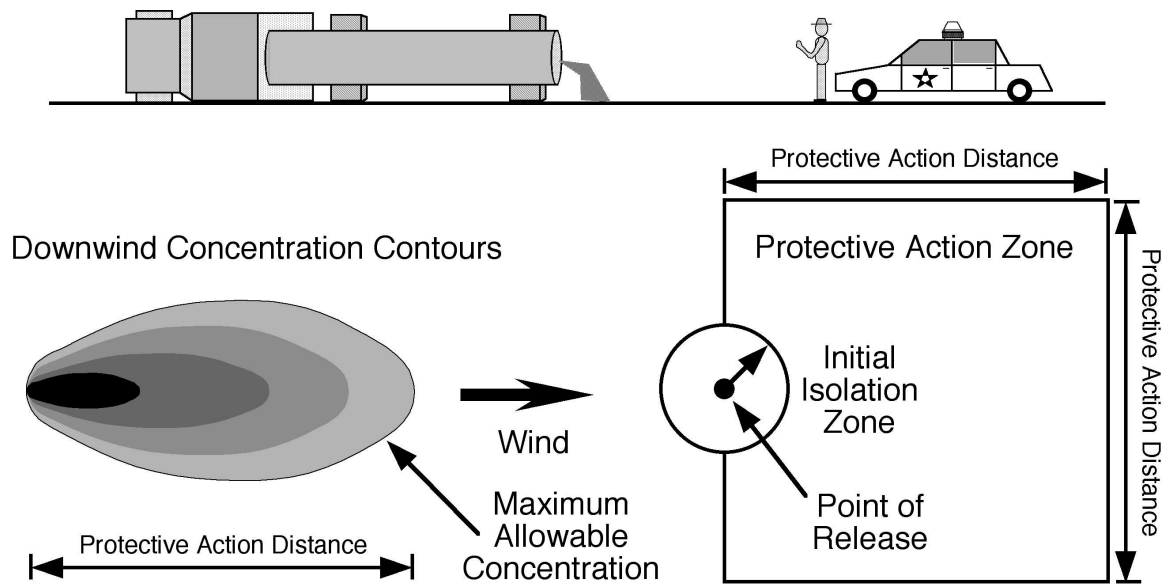 Protective Action Distance
Downwind Concentration Contours
Protective Action Zone
Protective Action Distance
Initial
Isolation
Zone
Wind
Maximum
Allowable
Concentration
Point of
Release
Protective Action Distance